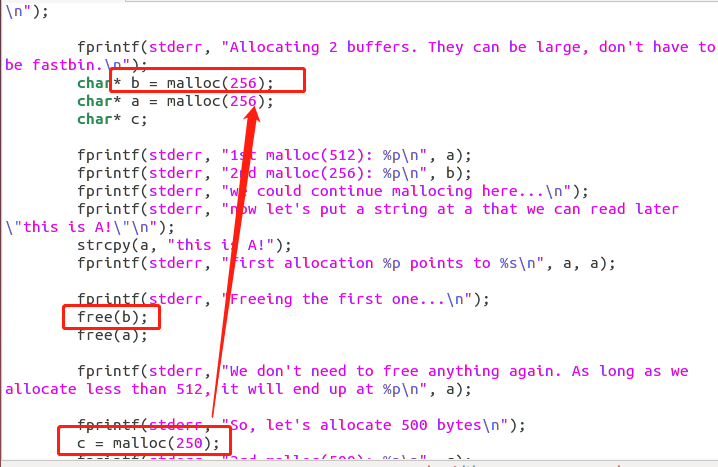 \n");
fprintf(stderr, "Allocating 2 buffers. They can be large, don't have to
be fastbin.\n");
char* b = malloc(256);
char* a = malloc(256);
char* c;
fprintf(stderr, "1st malloc(512): %p\n", a);
fprintf(stderr, "2nd malloc(256): %p\n", b);
fprintf(stderr, "we could continue mallocing here...\n");
fprintf(stderr, "now let's put a string at a that we can read later
\"this is A!\"\n");
strcpy(a, "this is A!");
fprintf(stderr, "first allocation %p points to %s\n", a, a);
fprintf(stderr, "Freeing the first one...\n");
free(b);
free(a);
fprintf(stderr, "We don't need to free anything again. As long as we
allocate less than 512, it will end up at %p\n", a);
fprintf(stderr, "So, let's allocate 500 bytes\n");
c = malloc(250);